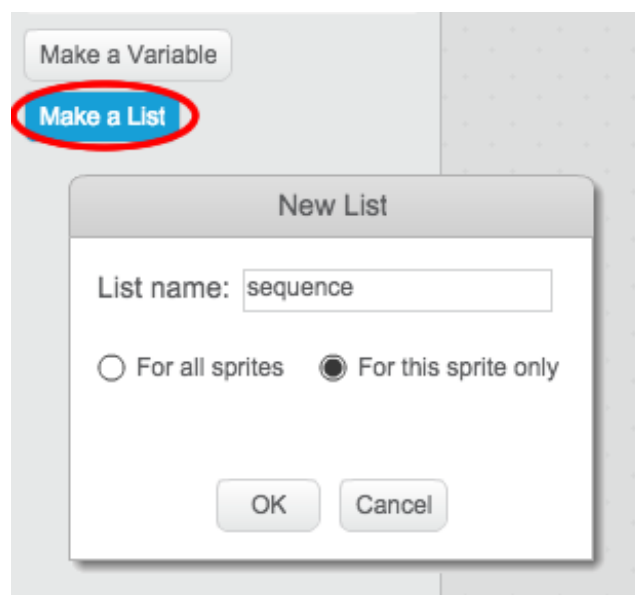 Make a Variable
Make a List
New List
List name: sequence
For all sprites For this sprite only
OK Cancel